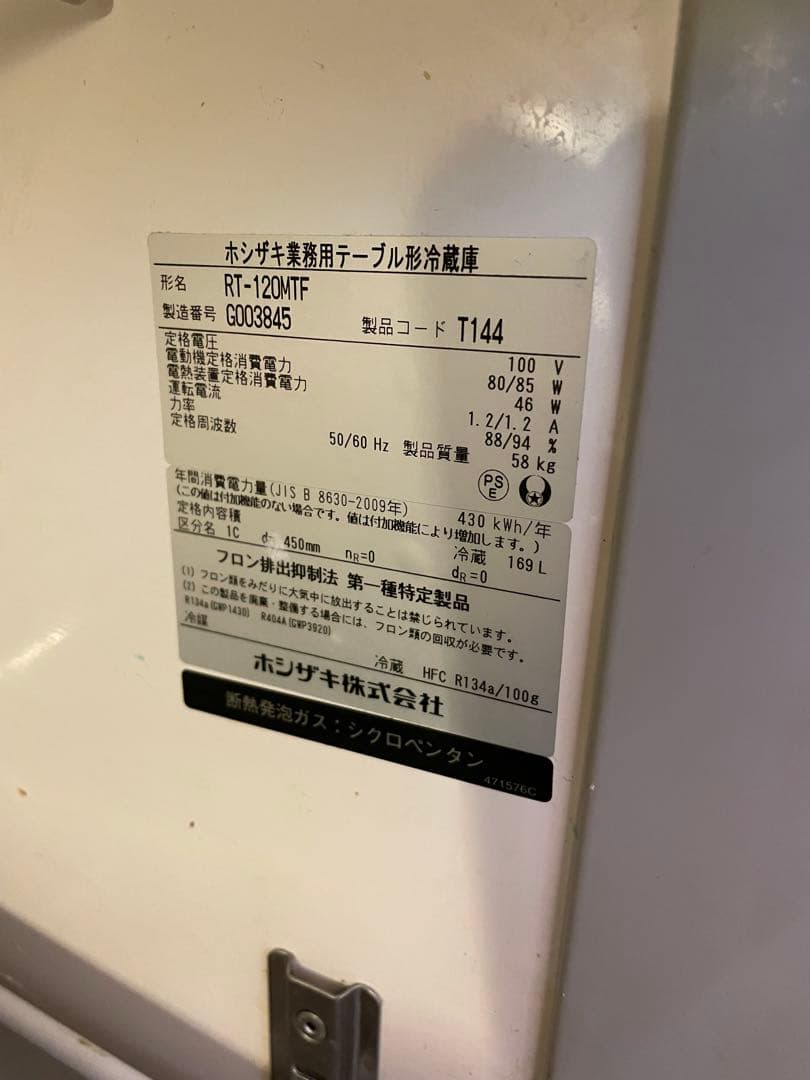 ホシザキ業務用テーブル形冷蔵庫
形名 RT-120MTF
製造番号 G003845 製品コード T144
定格電圧 100 V
電動機定格消費電力 80/85 W
電熱装置定格消費電力 46 W
運転電流 1.2/1.2 A
力率 88/94 %
定格周波数 50/60 Hz 製品質量 58 kg
PS
E
年間消費電力量(JIS B 8630-2009年) 430 kWh/年
(この値は付加機能のない場合です。値は付加機能により増加します。)
定格内容積 冷蔵 169 L
区分名 1C d= 450mm nR=0 dR=0
フロン排出抑制法 第一種特定製品
(1) フロン類をみだりに大気中に放出することは禁じられています。
(2) この製品を廃棄・整備する場合には、フロン類の回収が必要です。
R134a(GWP1430) R404A(GWP3920)
冷媒 冷蔵 HFC R134a/100g
ホシザキ株式会社
断熱発泡ガス：シクロペンタン
471576C